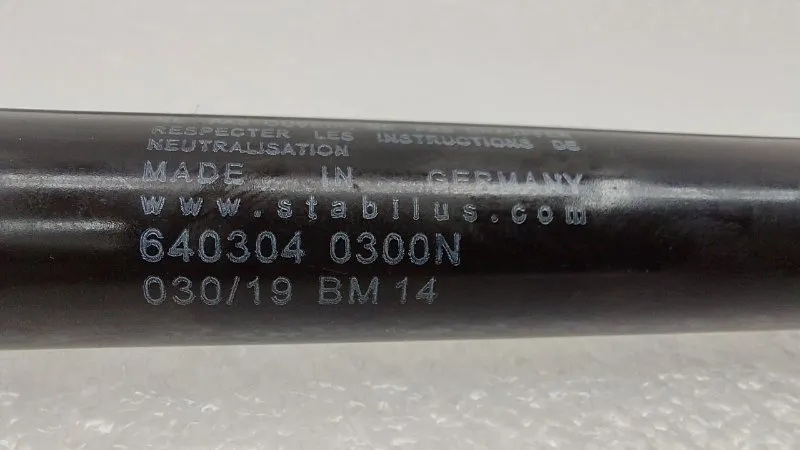 RESPECTER LES INSTRUCTIONS DE
NEUTRALISATION
MADE IN GERMANY
www.stabilus.com
640304 0300N
030/19 BM 14